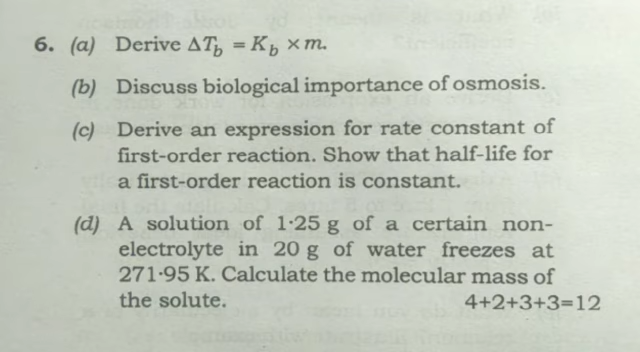 6. (a) Derive ΔT_b = K_b × m.
(b) Discuss biological importance of osmosis.
(c) Derive an expression for rate constant of
first-order reaction. Show that half-life for
a first-order reaction is constant.
(d) A solution of 1·25 g of a certain non-
electrolyte in 20 g of water freezes at
271·95 K. Calculate the molecular mass of
the solute. 4+2+3+3=12